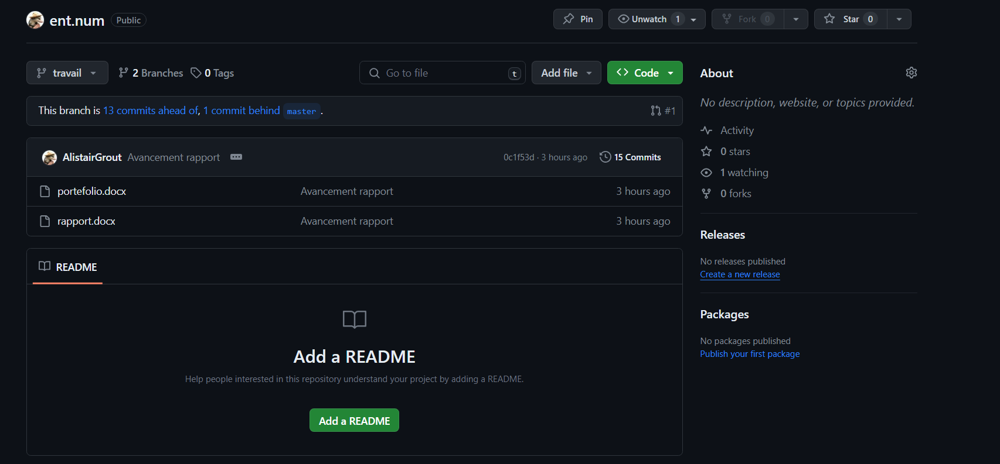 ent.num Public Pin Unwatch 1 Fork 0 Star 0
travail 2 Branches 0 Tags Go to file t Add file Code
This branch is 13 commits ahead of, 1 commit behind master. #1
AlistairGrout Avancement rapport 0c1f53d · 3 hours ago 15 Commits
portefolio.docx Avancement rapport 3 hours ago
rapport.docx Avancement rapport 3 hours ago
README
Add a README
Help people interested in this repository understand your project by adding a README.
Add a README
About
No description, website, or topics provided.
Activity
0 stars
1 watching
0 forks
Releases
No releases published
Create a new release
Packages
No packages published
Publish your first package